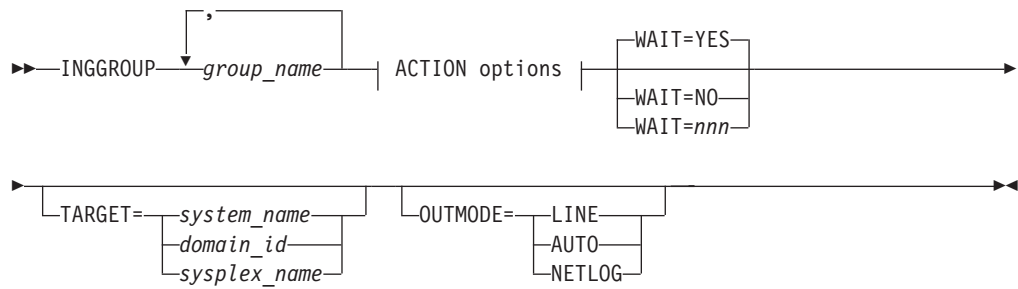 ,
WAIT=YES
INGGROUP group_name ACTION options
WAIT=NO
WAIT=nnn
TARGET= system_name OUTMODE= LINE
domain_id AUTO
sysplex_name NETLOG